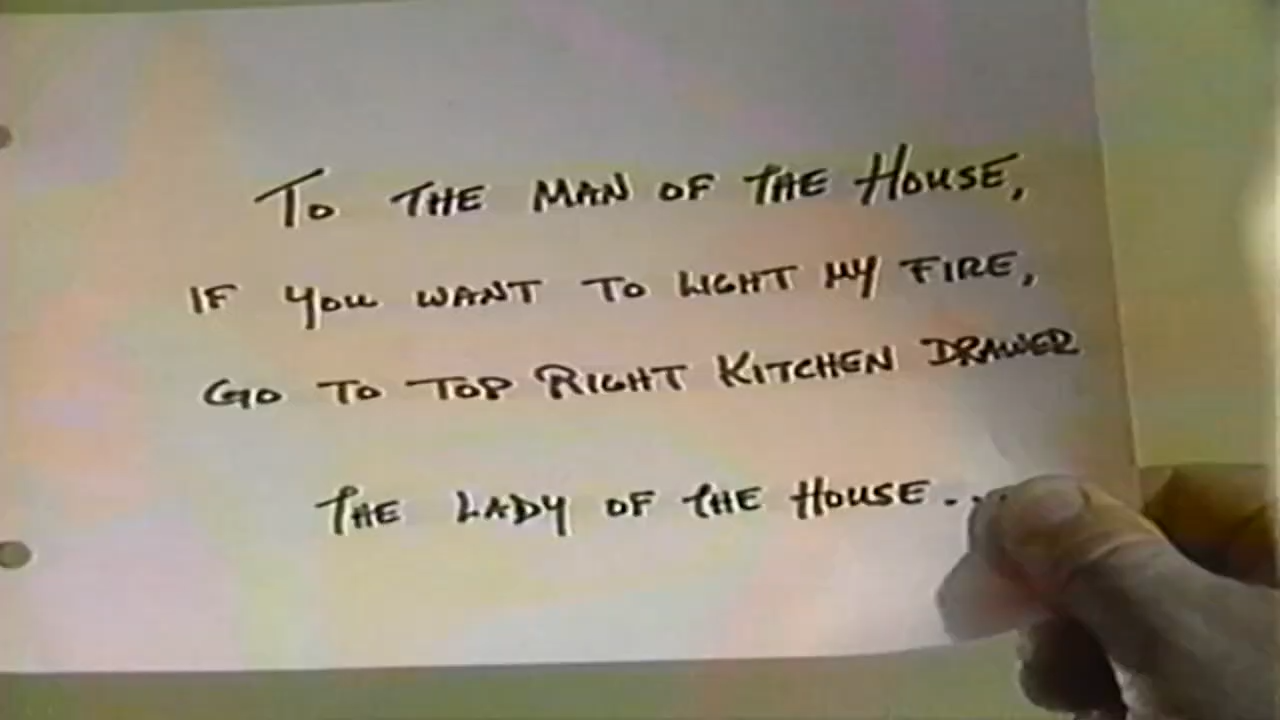 To THE MAN OF THE HOUSE,
IF you WANT TO LIGHT MY FIRE,
GO TO TOP RIGHT KITCHEN DRAWER
THE LADY OF THE HOUSE...